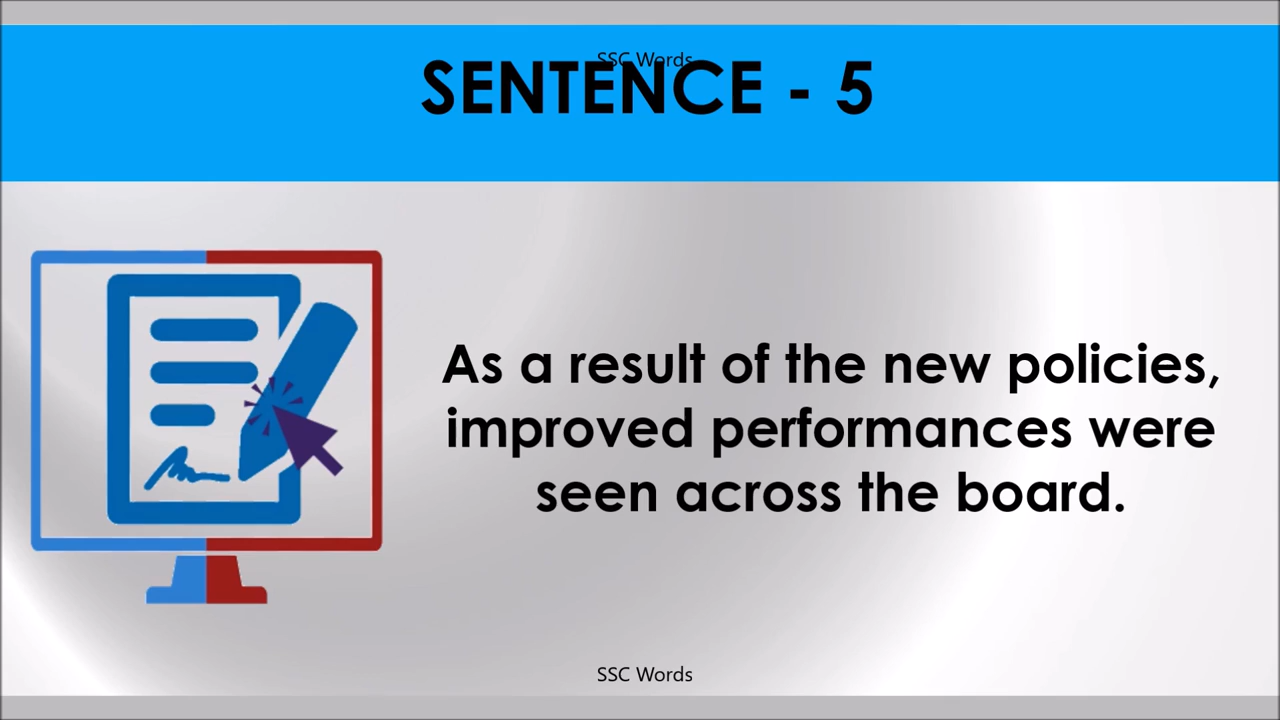 SSC Words
SENTENCE - 5
As a result of the new policies,
improved performances were
seen across the board.
SSC Words